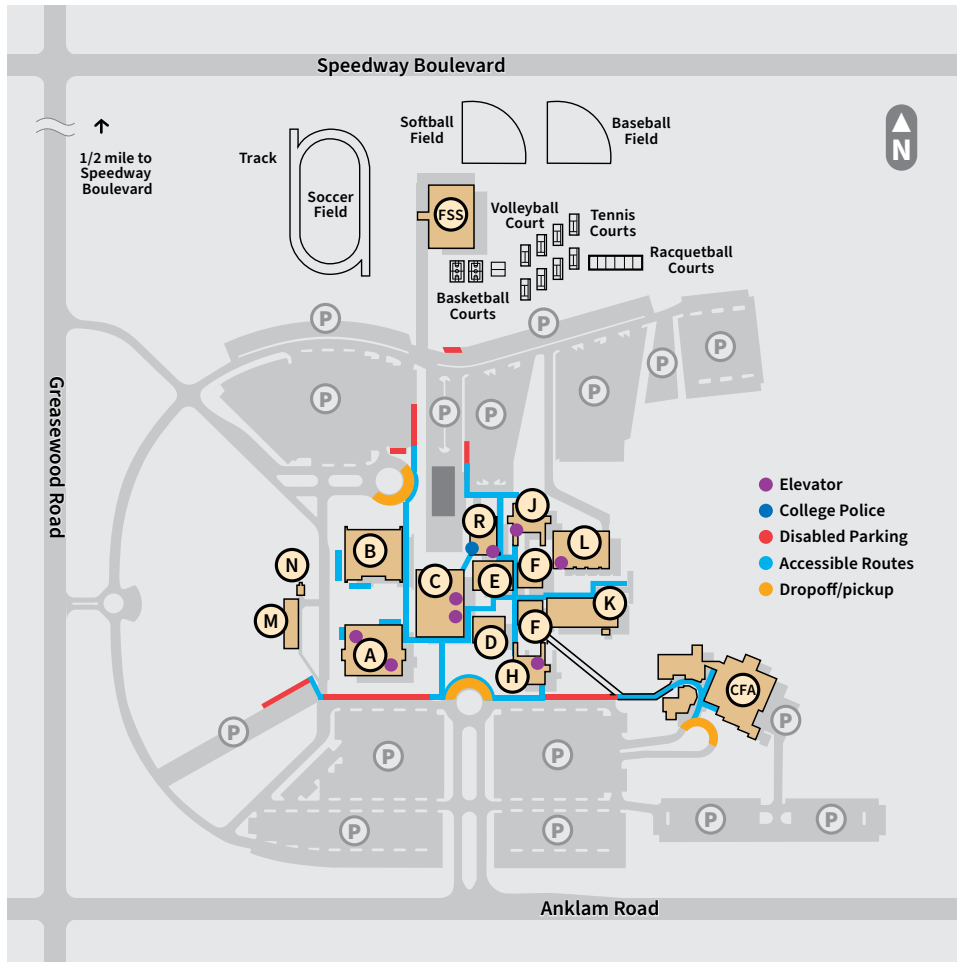 Speedway Boulevard
Softball
Field
Baseball
Field
N
1/2 mile to
Speedway
Boulevard
Track
Soccer
Field
FSS
Volleyball
Court
Tennis
Courts
Racquetball
Courts
Basketball
Courts
P
P
P
P
P
P
P
P
Greasewood Road
Elevator
College Police
Disabled Parking
Accessible Routes
Dropoff/pickup
J
R
L
B
N
F
C
E
K
M
F
D
A
H
CFA
P
P
P
P
P
P
P
P
Anklam Road